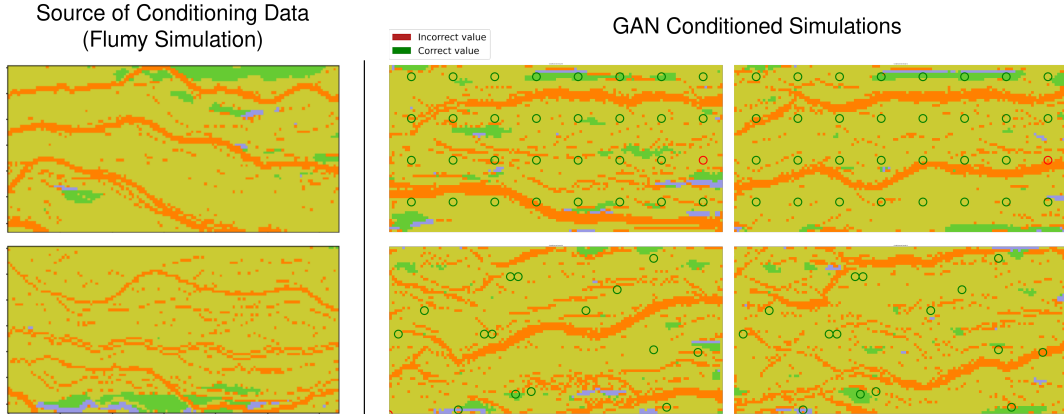 Source of Conditioning Data
(Flumy Simulation)
GAN Conditioned Simulations
Incorrect value
Correct value